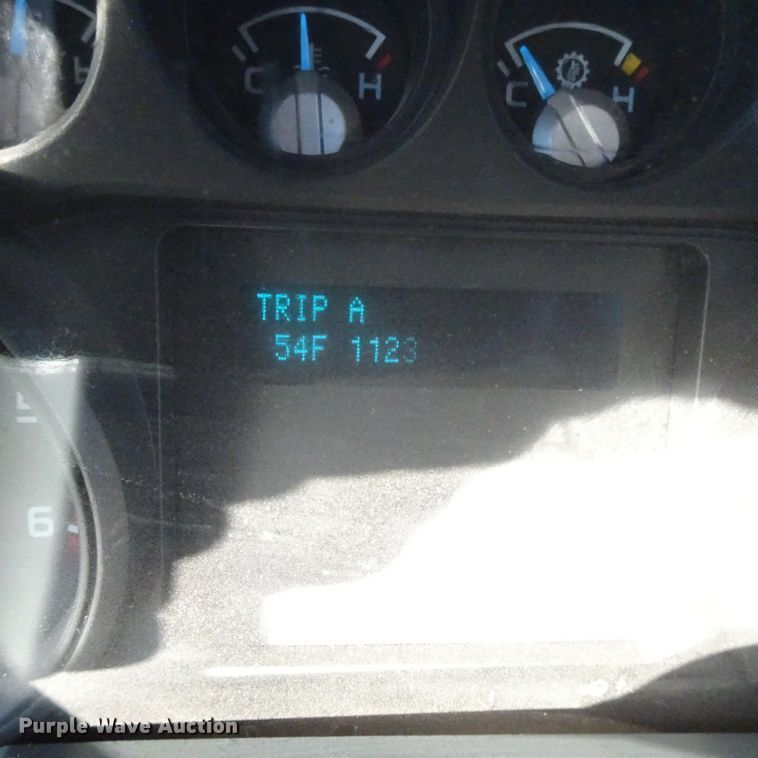 C H
C H
TRIP A
54F 1123
6
Purple Wave Auction